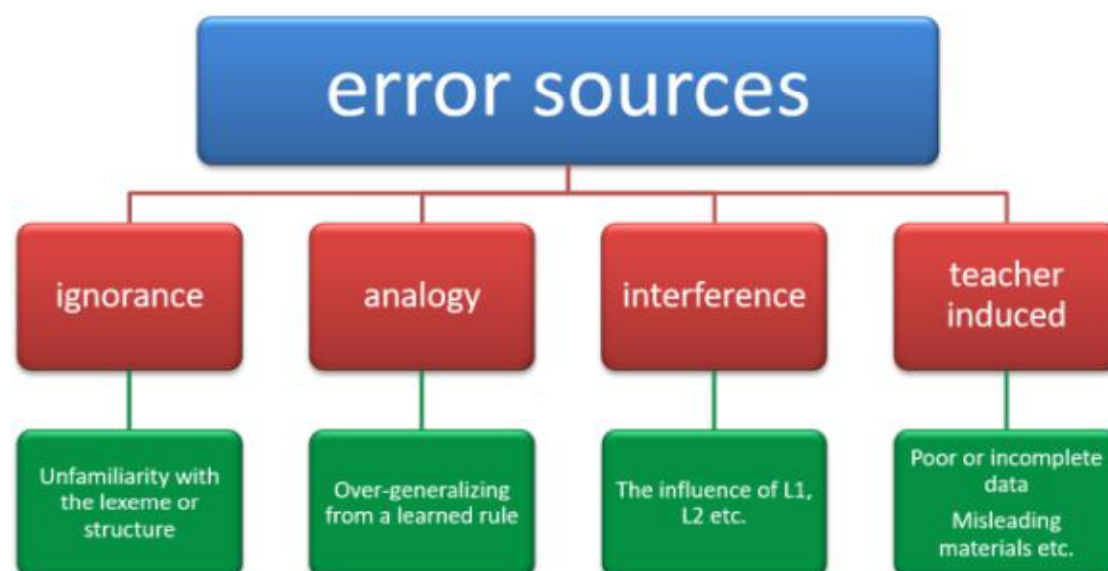 error sources
ignorance
analogy
interference
teacher
induced
Unfamiliarity with
the lexeme or
structure
Over-generalizing
from a learned rule
The influence of L1,
L2 etc.
Poor or incomplete
data
Misleading
materials etc.